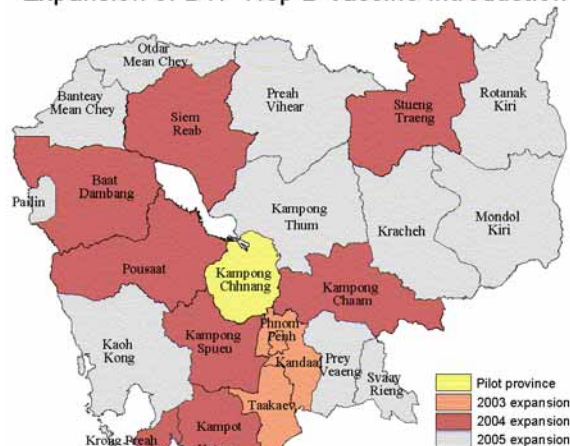 Otdar
Mean Chey
Banteay
Mean Chey
Siem
Reab
Preah
Vihear
Stueng
Traeng
Rotanak
Kiri
Baat
Dambang
Pailin
Kampong
Thum
Kracheh
Mondol
Kiri
Pousaat
Kampong
Chhnang
Kampong
Chaam
Kaoh
Kong
Kampong
Spueu
Phnom
Penh
Kandaal
Prey
Veaeng
Svaay
Rieng
Taakaev
Kampot
Krong Preah
Pilot province
2003 expansion
2004 expansion
2005 expansion